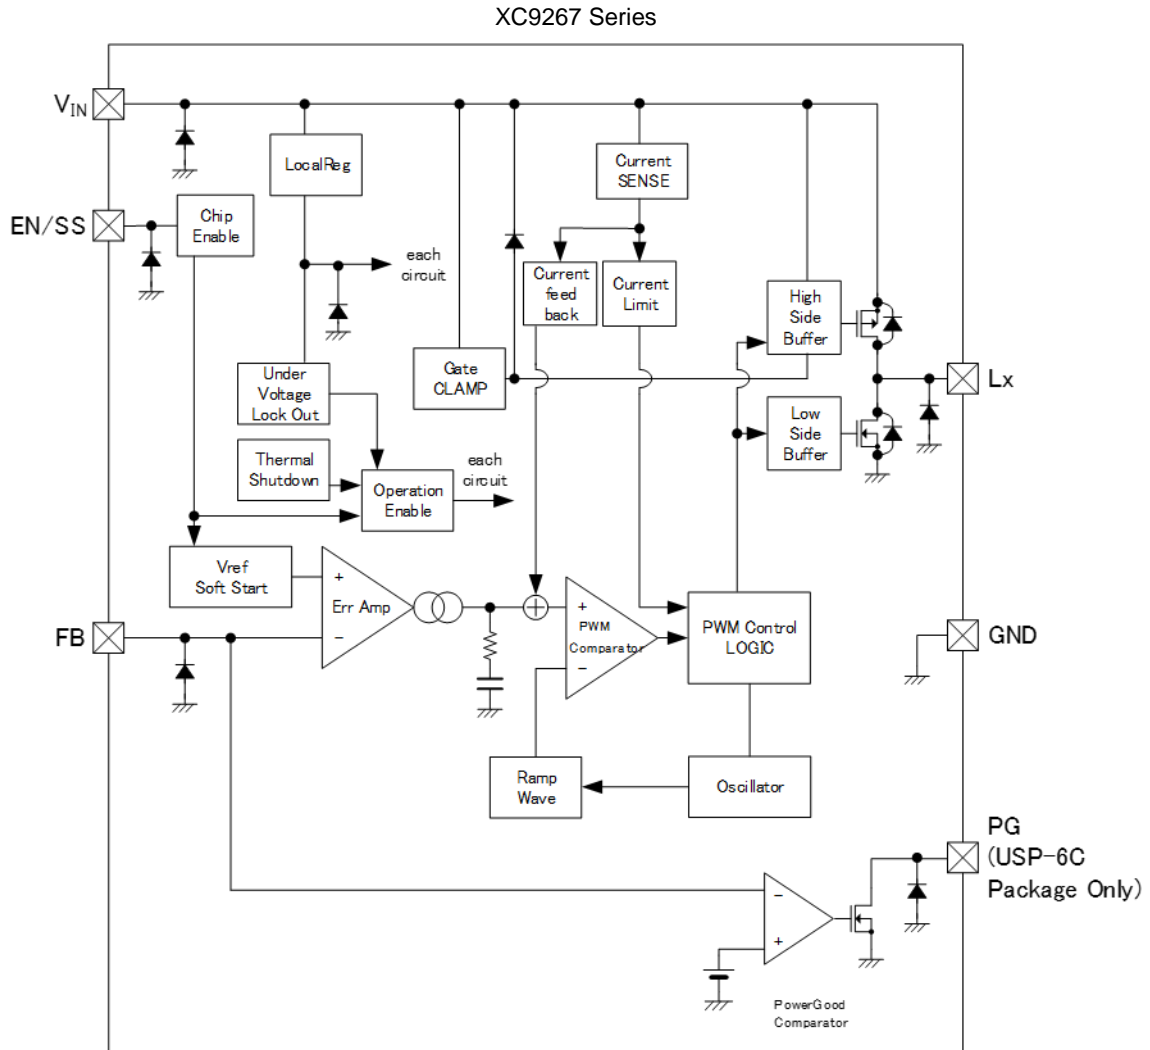 XC9267 Series
VIN
LocalReg
Current
SENSE
EN/SS
Chip
Enable
each
circuit
Current
feed
back
Current
Limit
High
Side
Buffer
Under
Voltage
Lock Out
Gate
CLAMP
Lx
Low
Side
Buffer
Thermal
Shutdown
Operation
Enable
each
circuit
Vref
Soft Start
+
Err Amp
−
+
PWM
Comparator
−
PWM Control
LOGIC
FB
GND
Ramp
Wave
Oscillator
PG
(USP-6C
Package Only)
−
+
PowerGood
Comparator